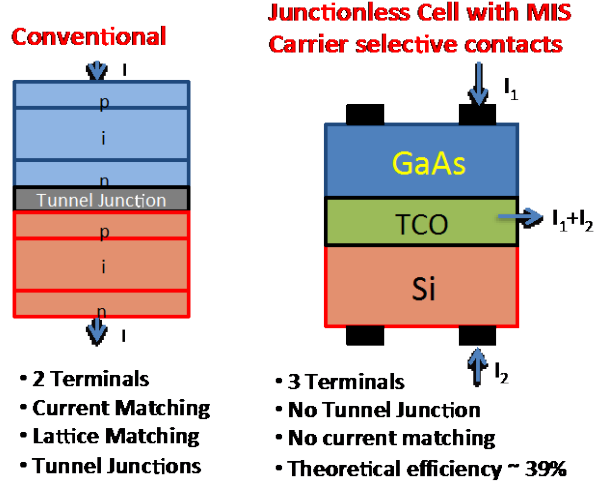 Conventional
I
p
i
n
Tunnel Junction
p
i
n
I
• 2 Terminals
• Current Matching
• Lattice Matching
• Tunnel Junctions
Junctionless Cell with MIS
Carrier selective contacts
I₁
GaAs
TCO
I₁+I₂
Si
I₂
• 3 Terminals
• No Tunnel Junction
• No current matching
• Theoretical efficiency ~ 39%